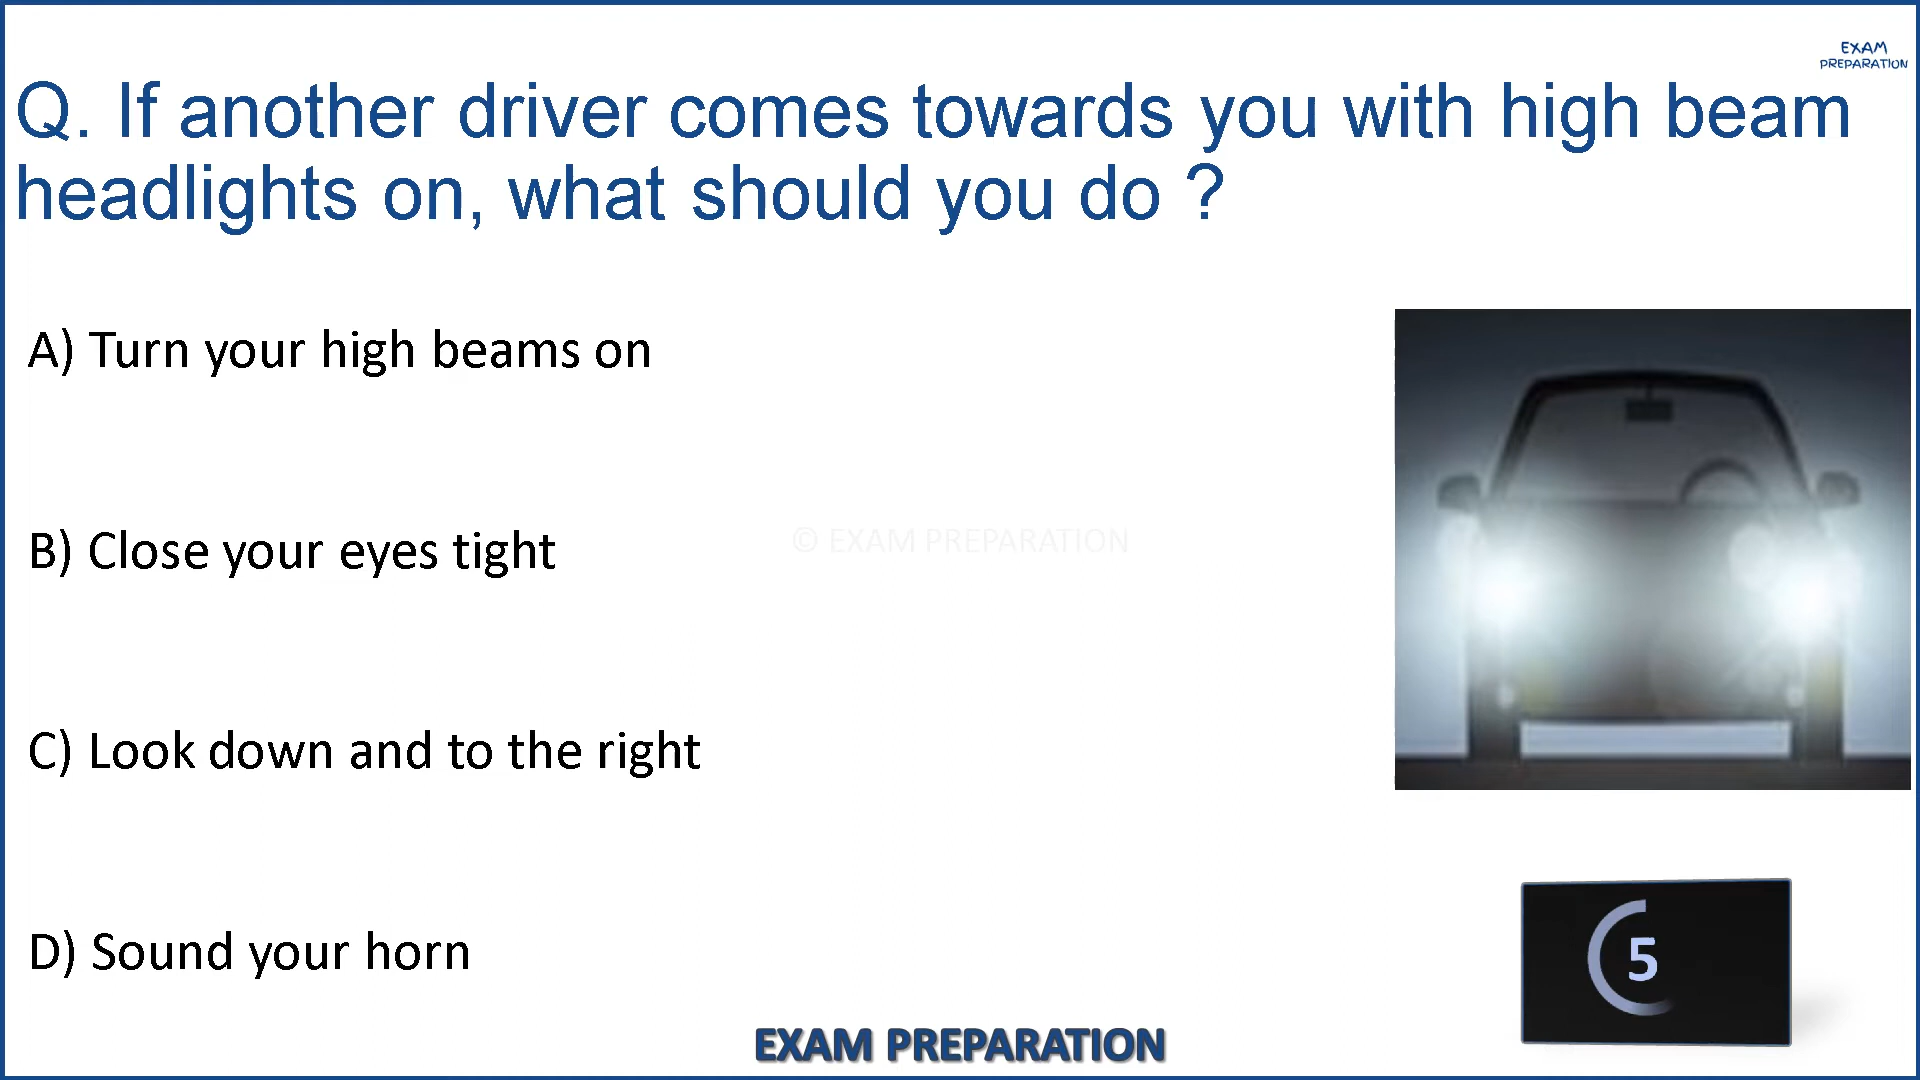 EXAM
PREPARATION
Q. If another driver comes towards you with high beam
headlights on, what should you do ?
A) Turn your high beams on
B) Close your eyes tight
© EXAM PREPARATION
C) Look down and to the right
D) Sound your horn
5
EXAM PREPARATION